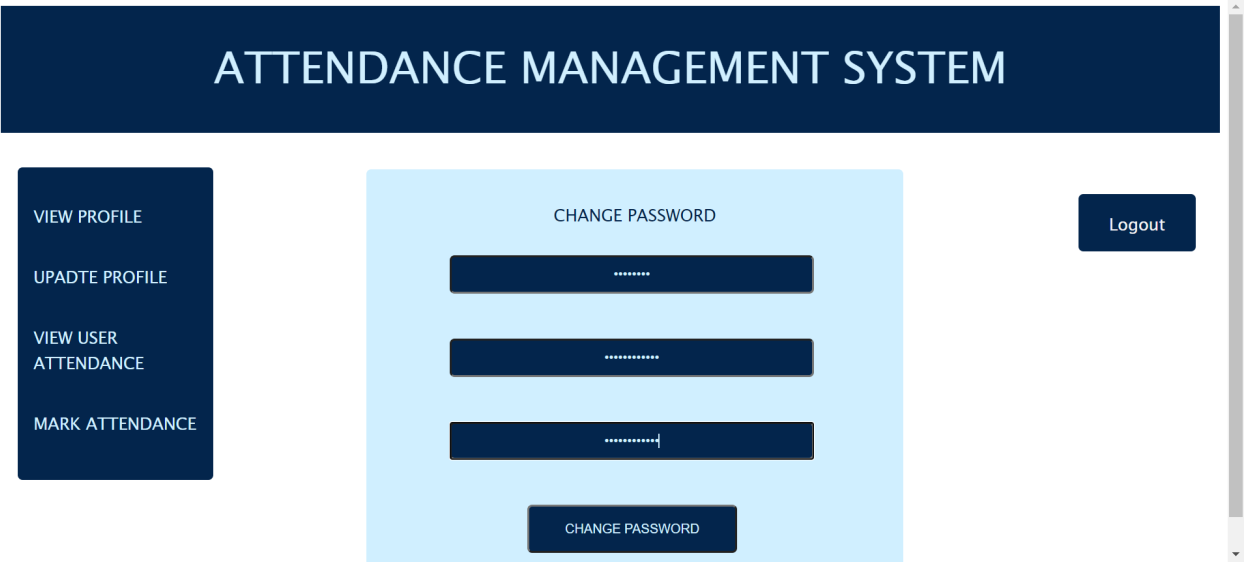 ATTENDANCE MANAGEMENT SYSTEM
VIEW PROFILE
UPADTE PROFILE
VIEW USER
ATTENDANCE
MARK ATTENDANCE
CHANGE PASSWORD
••••••••
••••••••••••
••••••••••••
CHANGE PASSWORD
Logout